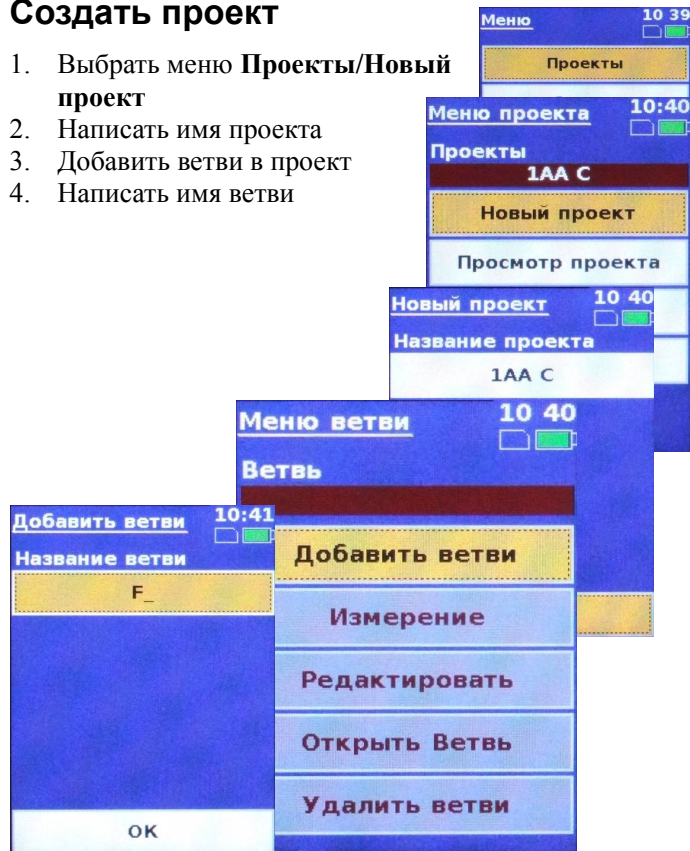 Создать проект
1. Выбрать меню Проекты/Новый
проект
2. Написать имя проекта
3. Добавить ветви в проект
4. Написать имя ветви
Меню 10 39
Проекты
Меню проекта 10:40
Проекты
1АА С
Новый проект
Просмотр проекта
Новый проект 10 40
Название проекта
1АА С
Меню ветви 10 40
Ветвь
Добавить ветви
Измерение
Редактировать
Открыть Ветвь
Удалить ветви
Добавить ветви 10:41
Название ветви
F_
ОК